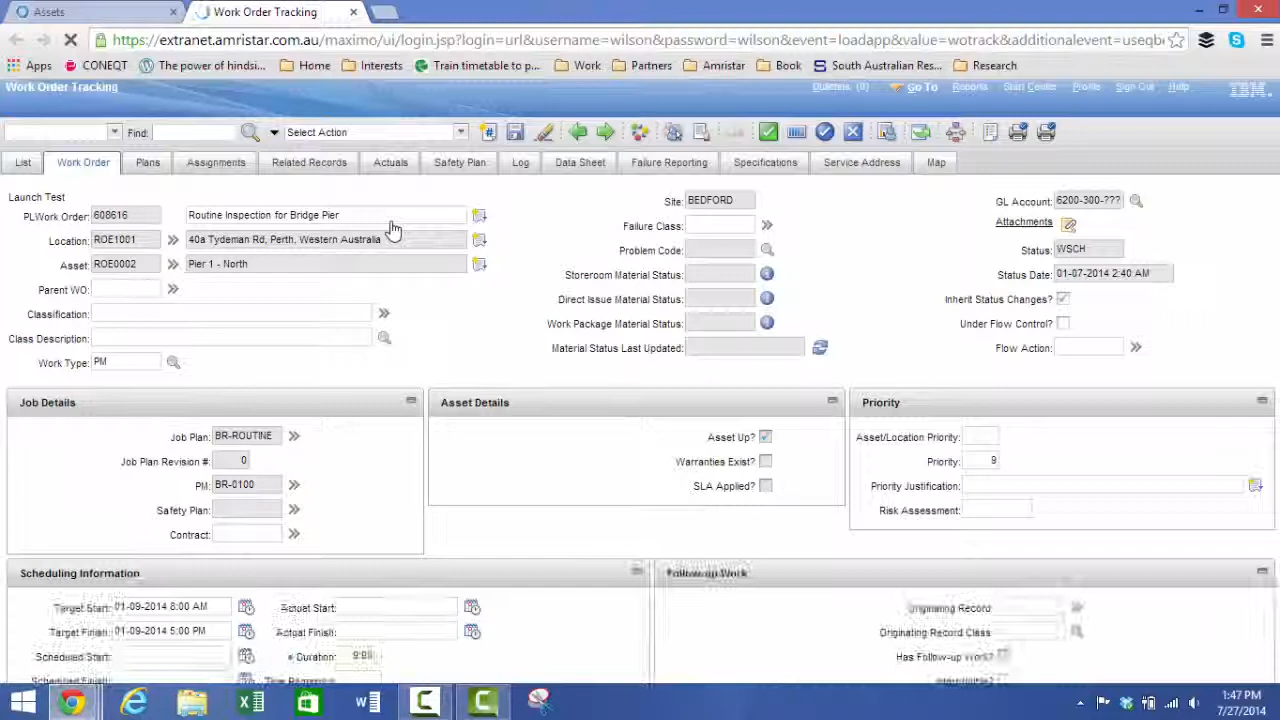 Assets
Work Order Tracking
https://extranet.amristar.com.au/maximo/ui/login.jsp?login=url&username=wilson&password=wilson&event=loadapp&value=wotrack&additionalevent=useqbe
Apps CONEQT The power of hindsi... Home Interests Train timetable to p... Work Partners Amristar Book South Australian Res... Research
Work Order Tracking (0) Go To Reports Start Center Profile Sign Out Help IBM
Find: Select Action
List Work Order Plans Assignments Related Records Actuals Safety Plan Log Data Sheet Failure Reporting Specifications Service Address Map
Launch Test
PLWork Order: 608616 Routine Inspection for Bridge Pier
Location: ROE1001 40a Tydeman Rd, Perth, Western Australia
Asset: ROE0002 Pier 1 - North
Parent WO:
Classification:
Class Description:
Work Type: PM
Site: BEDFORD
Failure Class:
Problem Code:
Storeroom Material Status:
Direct Issue Material Status:
Work Package Material Status:
Material Status Last Updated:
GL Account: 6200-300-???
Attachments
Status: WSCH
Status Date: 01-07-2014 2:40 AM
Inherit Status Changes?
Under Flow Control?
Flow Action:
Job Details
Job Plan: BR-ROUTINE
Job Plan Revision #: 0
PM: BR-0100
Safety Plan:
Contract:
Asset Details
Asset Up?
Warranties Exist?
SLA Applied?
Priority
Asset/Location Priority:
Priority: 9
Priority Justification:
Risk Assessment:
Scheduling Information
Target Start: 01-09-2014 8:00 AM Actual Start:
Target Finish: 01-09-2014 5:00 PM Actual Finish:
Scheduled Start: Duration:
Scheduled Finish:
Follow-up Work
Originating Record
Originating Record Class
Has Follow-up Work?
1:47 PM
7/27/2014